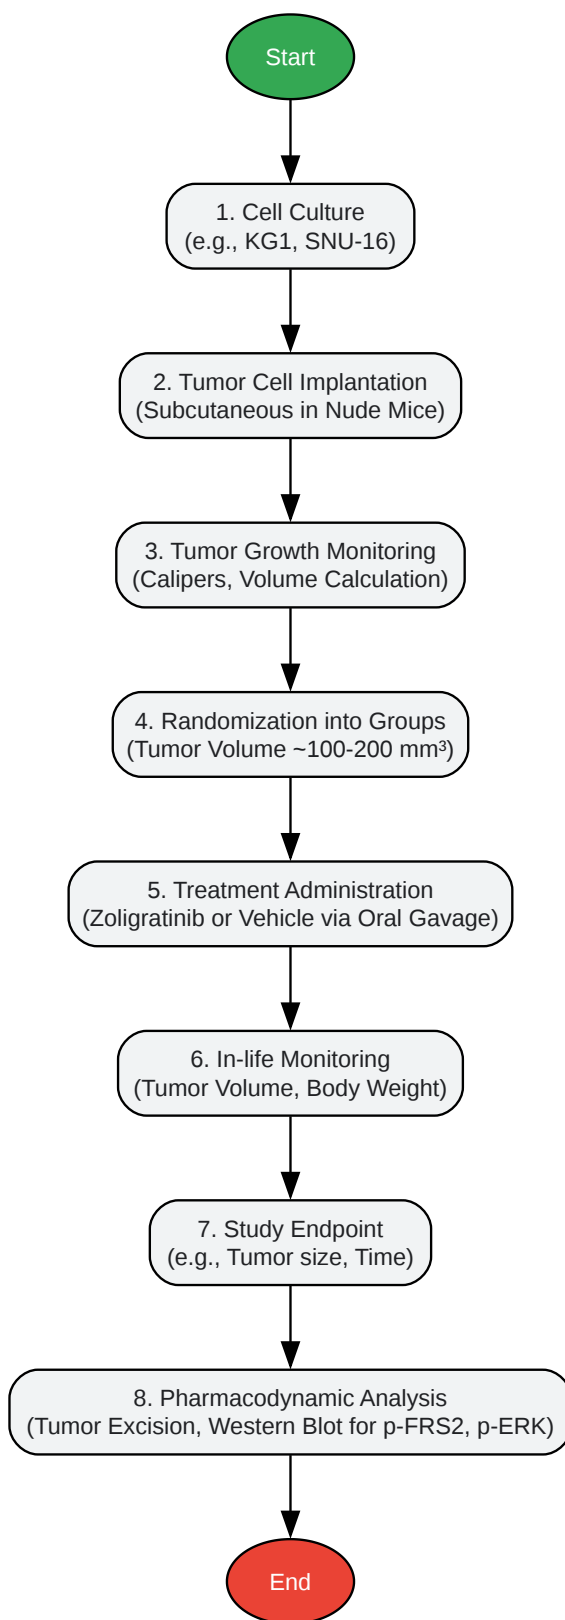 Start
1. Cell Culture
(e.g., KG1, SNU-16)
2. Tumor Cell Implantation
(Subcutaneous in Nude Mice)
3. Tumor Growth Monitoring
(Calipers, Volume Calculation)
4. Randomization into Groups
(Tumor Volume ~100-200 mm³)
5. Treatment Administration
(Zoligratinib or Vehicle via Oral Gavage)
6. In-life Monitoring
(Tumor Volume, Body Weight)
7. Study Endpoint
(e.g., Tumor size, Time)
8. Pharmacodynamic Analysis
(Tumor Excision, Western Blot for p-FRS2, p-ERK)
End